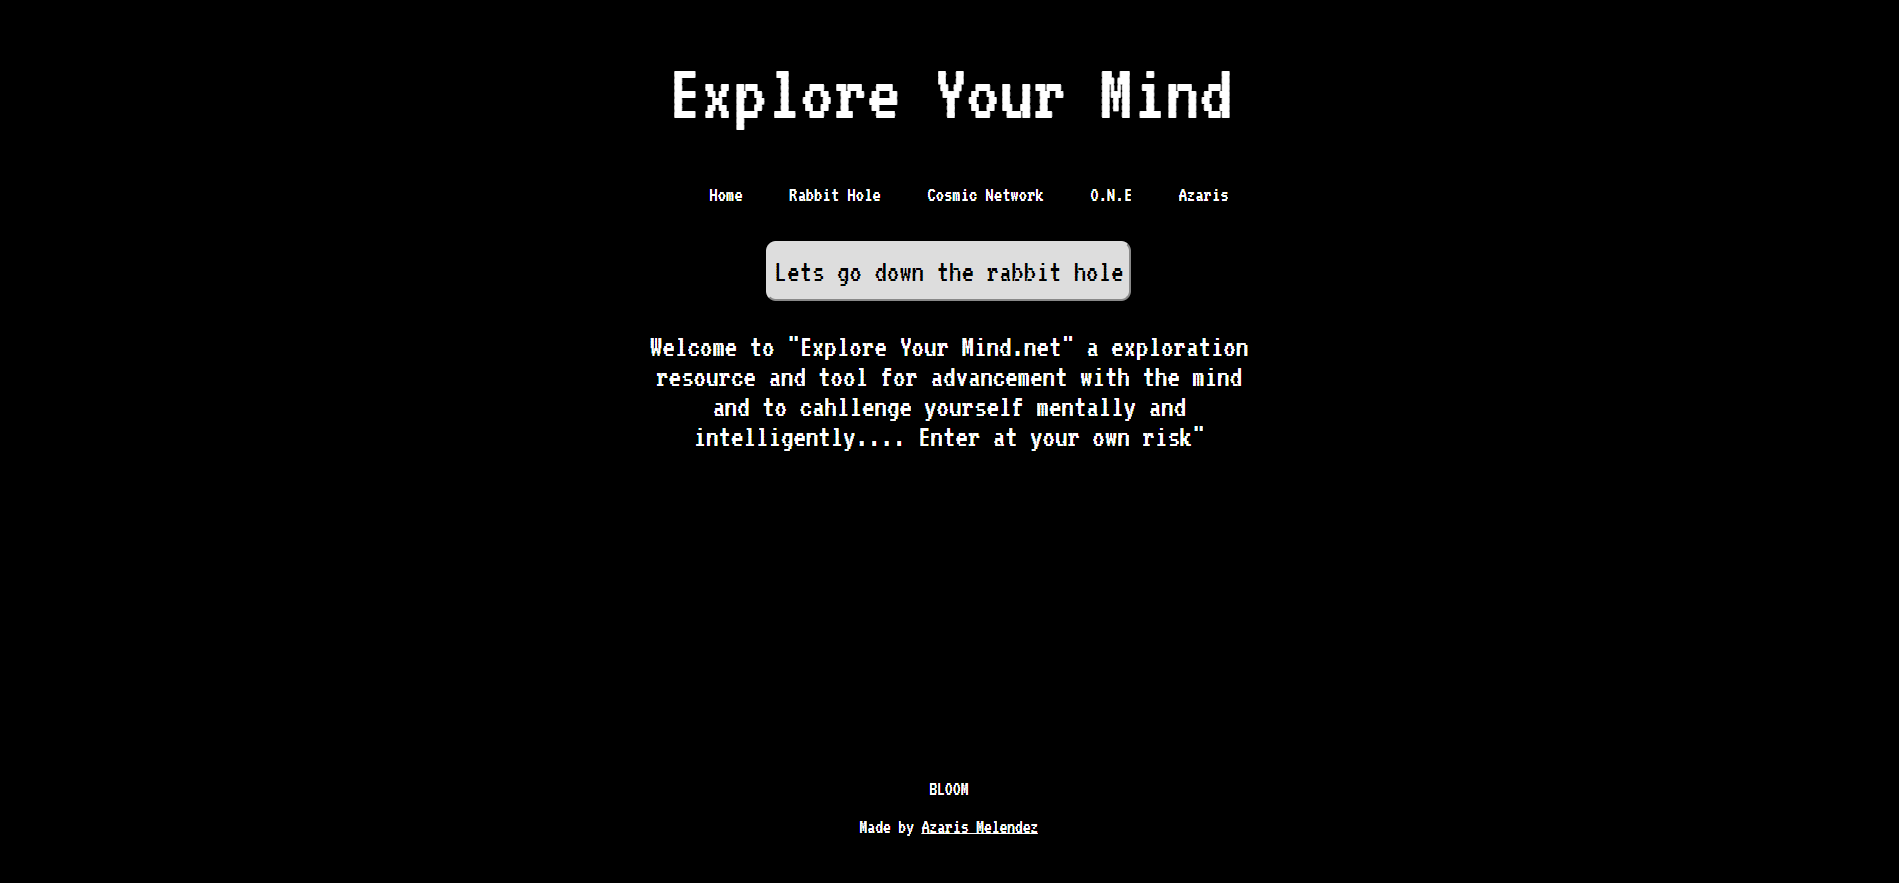 Explore Your Mind
Home Rabbit Hole Cosmic Network O.N.E Azaris
Lets go down the rabbit hole
Welcome to "Explore Your Mind.net" a exploration
resource and tool for advancement with the mind
and to cahllenge yourself mentally and
intelligently.... Enter at your own risk"
BLOOM
Made by Azaris Melendez